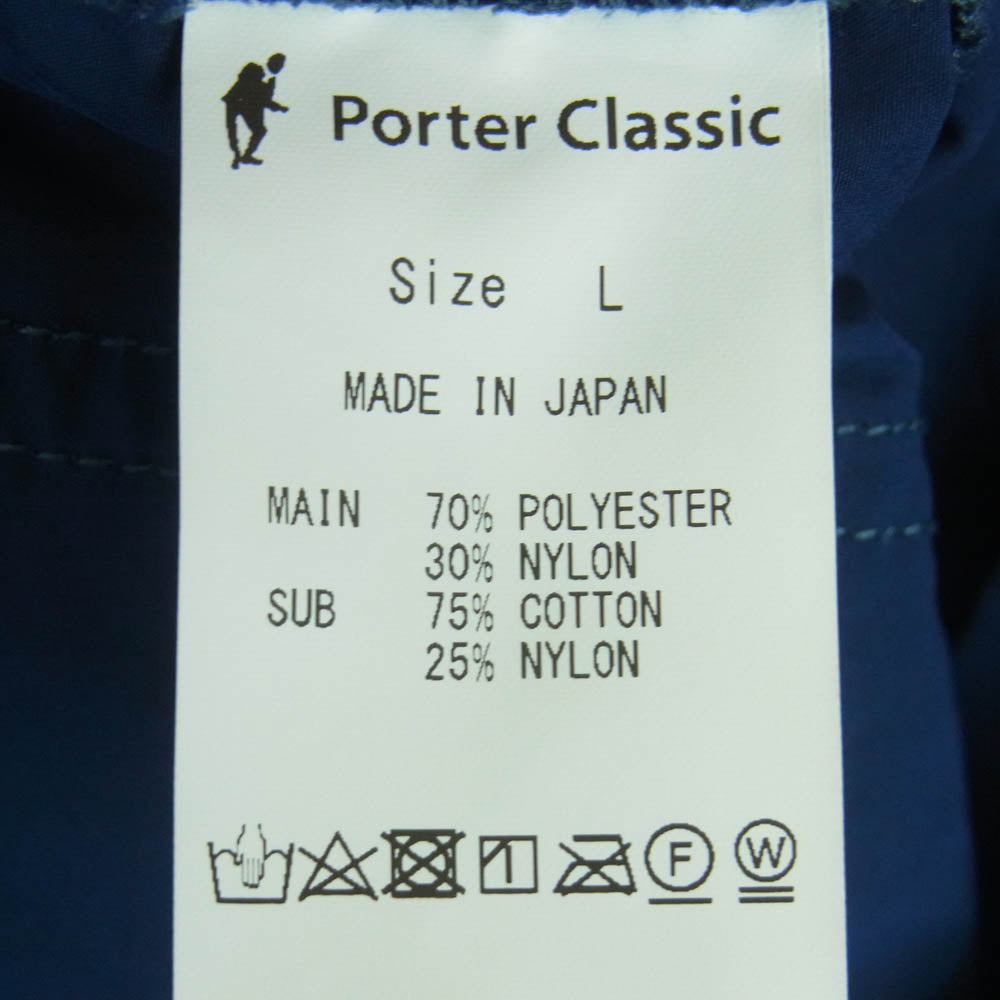 Porter Classic
Size L
MADE IN JAPAN
MAIN 70% POLYESTER
30% NYLON
SUB 75% COTTON
25% NYLON
F W